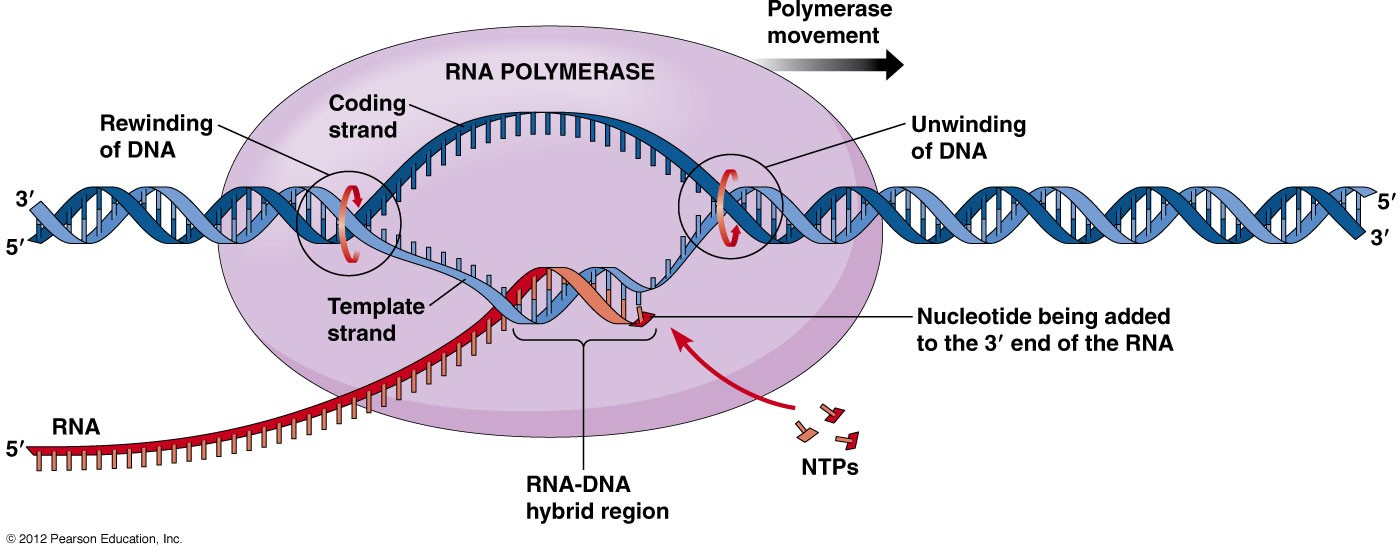 Polymerase
movement
RNA POLYMERASE
Coding
strand
Rewinding
of DNA
Unwinding
of DNA
3′
5′
5′
3′
Template
strand
Nucleotide being added
to the 3′ end of the RNA
RNA
5′
NTPs
RNA-DNA
hybrid region
© 2012 Pearson Education, Inc.